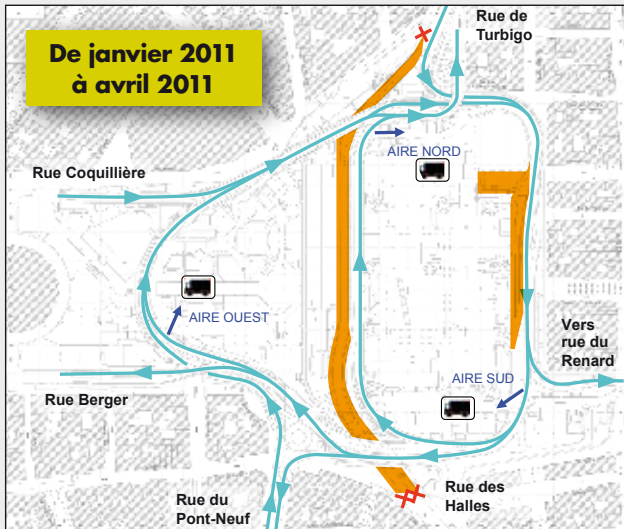 De janvier 2011
à avril 2011
Rue de
Turbigo
AIRE NORD
Rue Coquillière
AIRE OUEST
Vers
rue du
Renard
AIRE SUD
Rue Berger
Rue du
Pont-Neuf
Rue des
Halles